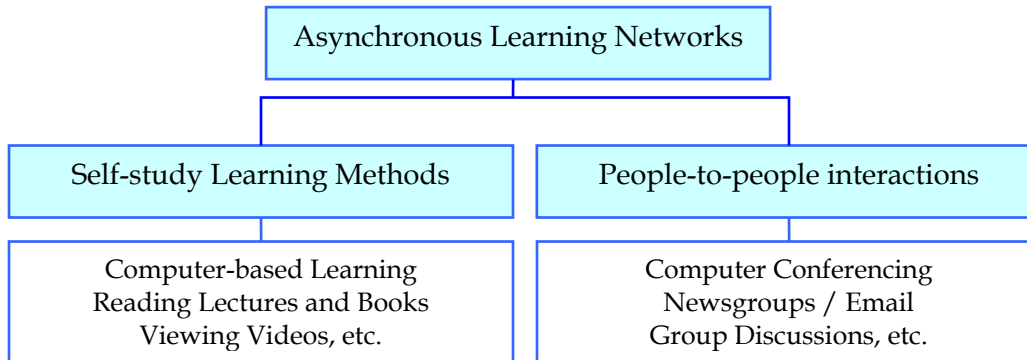 Asynchronous Learning Networks
Self-study Learning Methods
People-to-people interactions
Computer-based Learning
Reading Lectures and Books
Viewing Videos, etc.
Computer Conferencing
Newsgroups / Email
Group Discussions, etc.